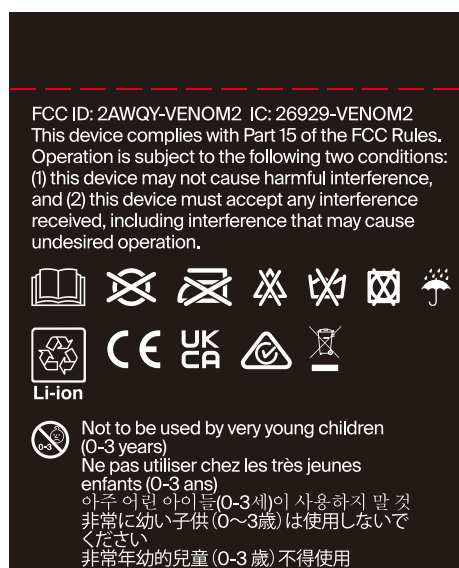 FCC ID: 2AWQY-VENOM2 IC: 26929-VENOM2
This device complies with Part 15 of the FCC Rules.
Operation is subject to the following two conditions:
(1) this device may not cause harmful interference,
and (2) this device must accept any interference
received, including interference that may cause
undesired operation.
CE UK CA
Li-ion
0-3
Not to be used by very young children
(0-3 years)
Ne pas utiliser chez les très jeunes
enfants (0-3 ans)
아주 어린 아이들(0-3세)이 사용하지 말 것
非常に幼い子供（0～3歳）は使用しないで
ください
非常年幼的兒童（0-3 歲）不得使用